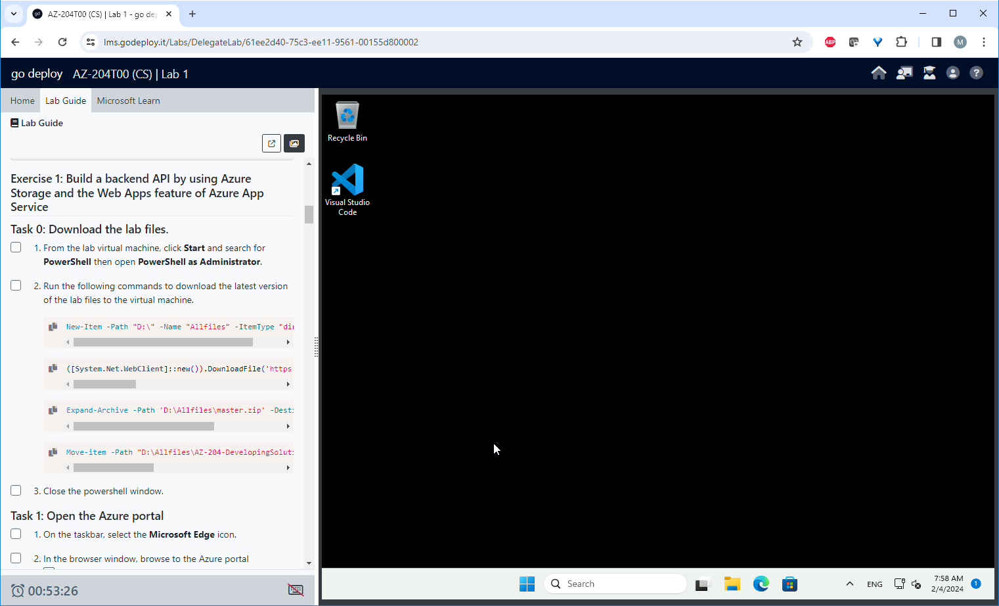 AZ-204T00 (CS) | Lab 1 - go de
lms.godeploy.it/Labs/DelegateLab/61ee2d40-75c3-ee11-9561-00155d800002
ABP
M
go deploy AZ-204T00 (CS) | Lab 1
Home Lab Guide Microsoft Learn
Lab Guide
Exercise 1: Build a backend API by using Azure
Storage and the Web Apps feature of Azure App
Service
Task 0: Download the lab files.
1. From the lab virtual machine, click Start and search for
PowerShell then open PowerShell as Administrator.
2. Run the following commands to download the latest version
of the lab files to the virtual machine.
New-Item -Path "D:\" -Name "Allfiles" -ItemType "dir
([System.Net.WebClient]::new()).DownloadFile('https
Expand-Archive -Path 'D:\Allfiles\master.zip' -Desti
Move-item -Path "D:\Allfiles\AZ-204-DevelopingSoluti
3. Close the powershell window.
Task 1: Open the Azure portal
1. On the taskbar, select the Microsoft Edge icon.
2. In the browser window, browse to the Azure portal
00:53:26
Recycle Bin
Visual Studio
Code
Search
ENG
7:58 AM
2/4/2024
1